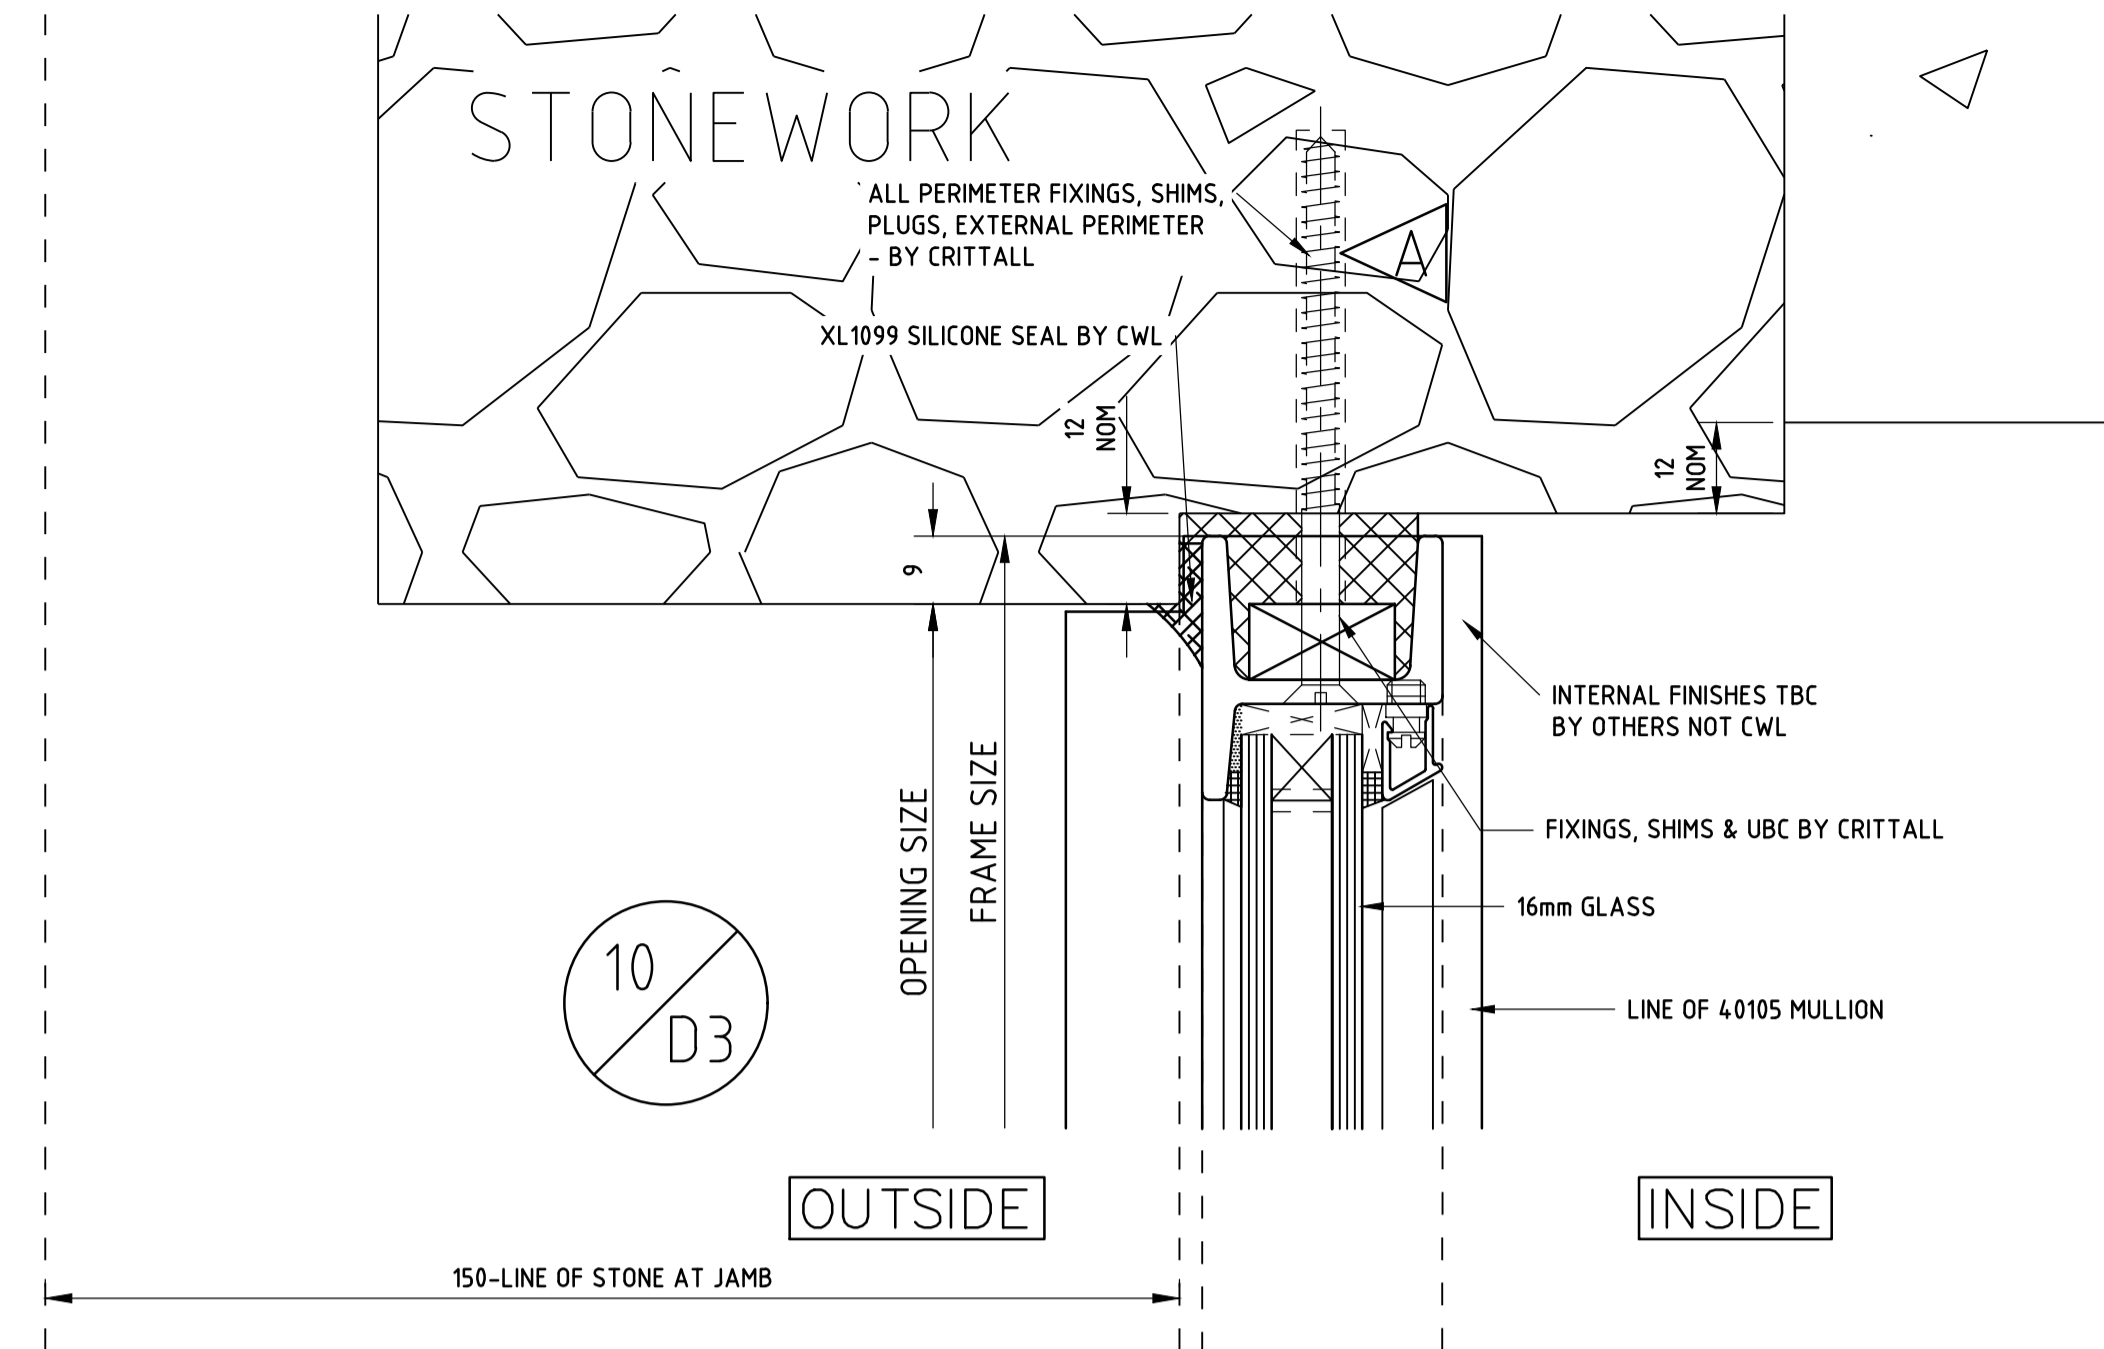 STONEWORK
ALL PERIMETER FIXINGS, SHIMS,
PLUGS, EXTERNAL PERIMETER
- BY CRITTALL
A
XL1099 SILICONE SEAL BY CWL
12
NOM
12
NOM
9
INTERNAL FINISHES TBC
BY OTHERS NOT CWL
OPENING SIZE
FRAME SIZE
FIXINGS, SHIMS & UBC BY CRITTALL
16mm GLASS
10
D3
LINE OF 40105 MULLION
OUTSIDE
INSIDE
150-LINE OF STONE AT JAMB